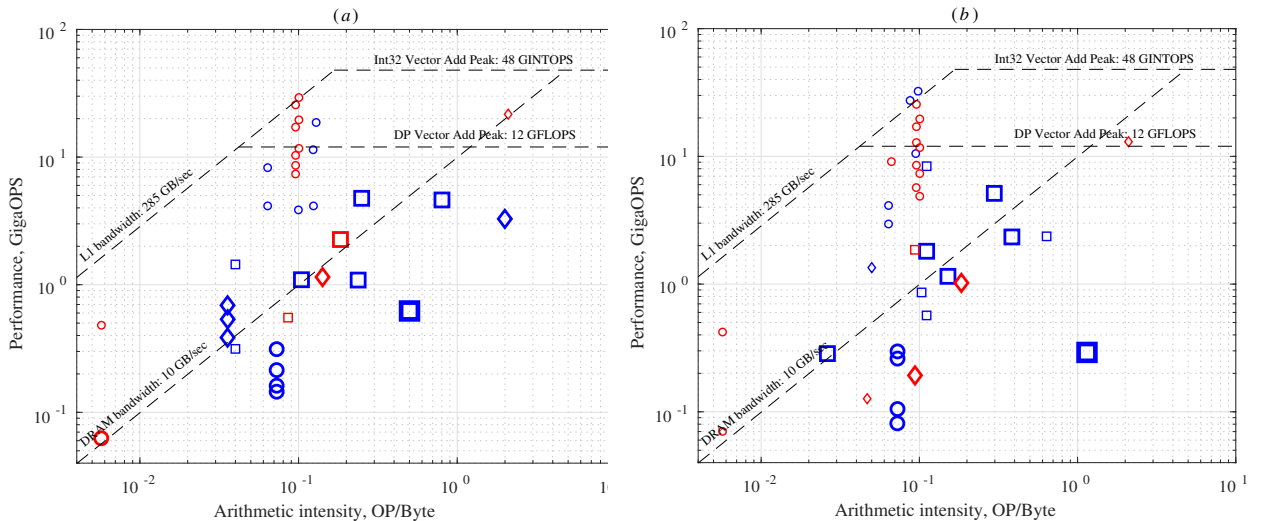 (a)
10 2
10 1
10 0
10 -1
Performance, GigaOPS
Int32 Vector Add Peak: 48 GINTOPS
DP Vector Add Peak: 12 GFLOPS
L1 bandwidth: 285 GB/sec
DRAM bandwidth: 10 GB/sec
10 -2
10 -1
10 0
1
Arithmetic intensity, OP/Byte
(b)
10 2
10 1
10 0
10 -1
Performance, GigaOPS
Int32 Vector Add Peak: 48 GINTOPS
DP Vector Add Peak: 12 GFLOPS
L1 bandwidth: 285 GB/sec
DRAM bandwidth: 10 GB/sec
10 -2
10 -1
10 0
10 1
Arithmetic intensity, OP/Byte